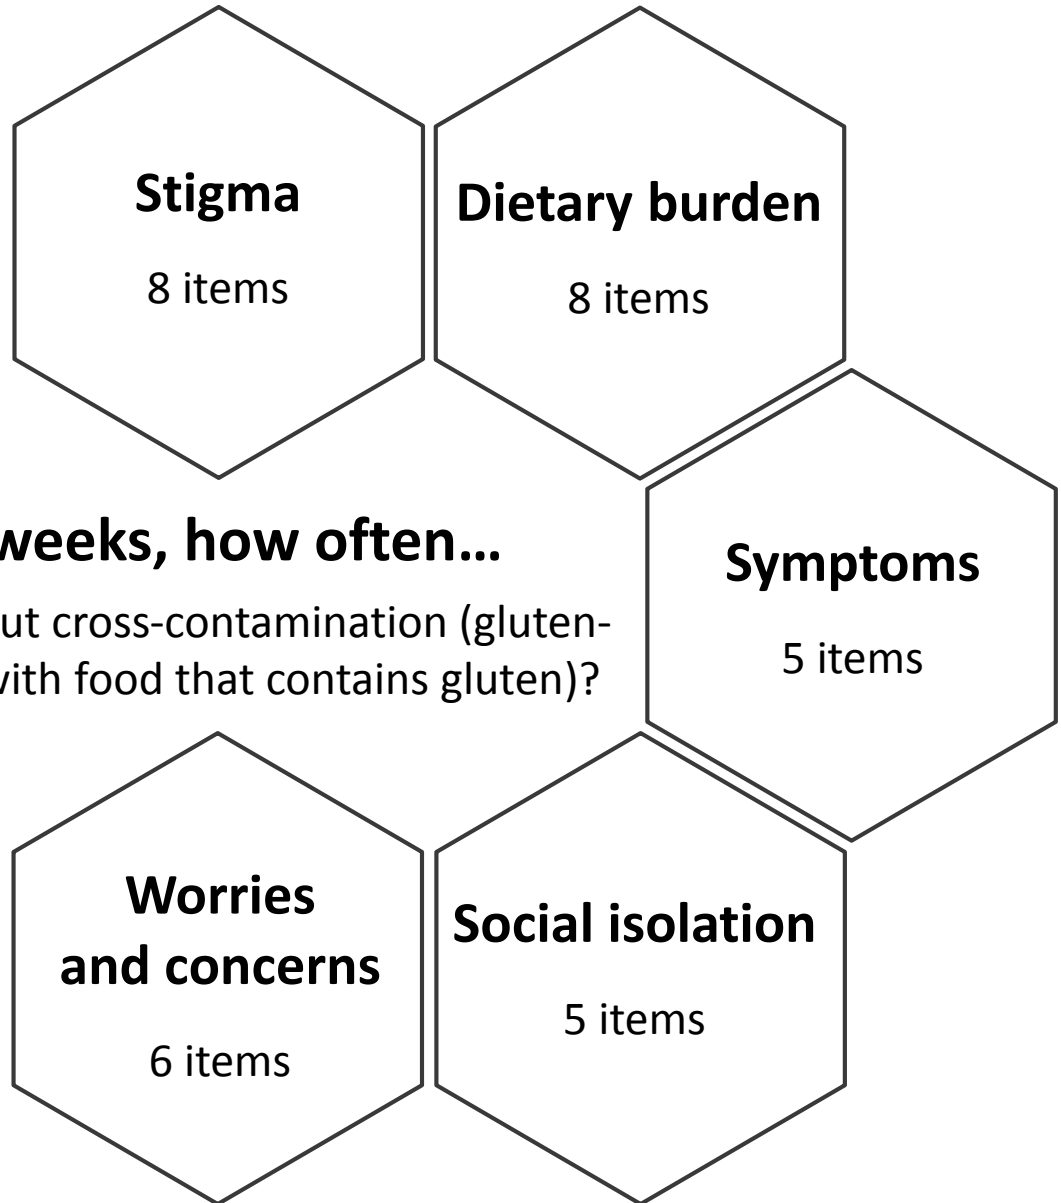 Stigma
8 items
Dietary burden
8 items
weeks, how often...
ut cross-contamination (gluten-
with food that contains gluten)?
Symptoms
5 items
Worries
and concerns
6 items
Social isolation
5 items